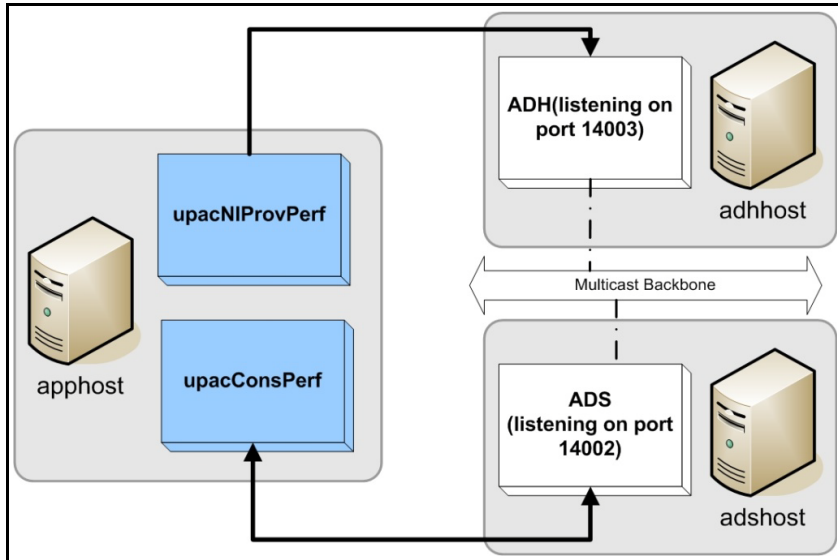 ADH(listening on
port 14003)
adhhost
upacNIProvPerf
Multicast Backbone
apphost
upacConsPerf
ADS
(listening on port
14002)
adshost